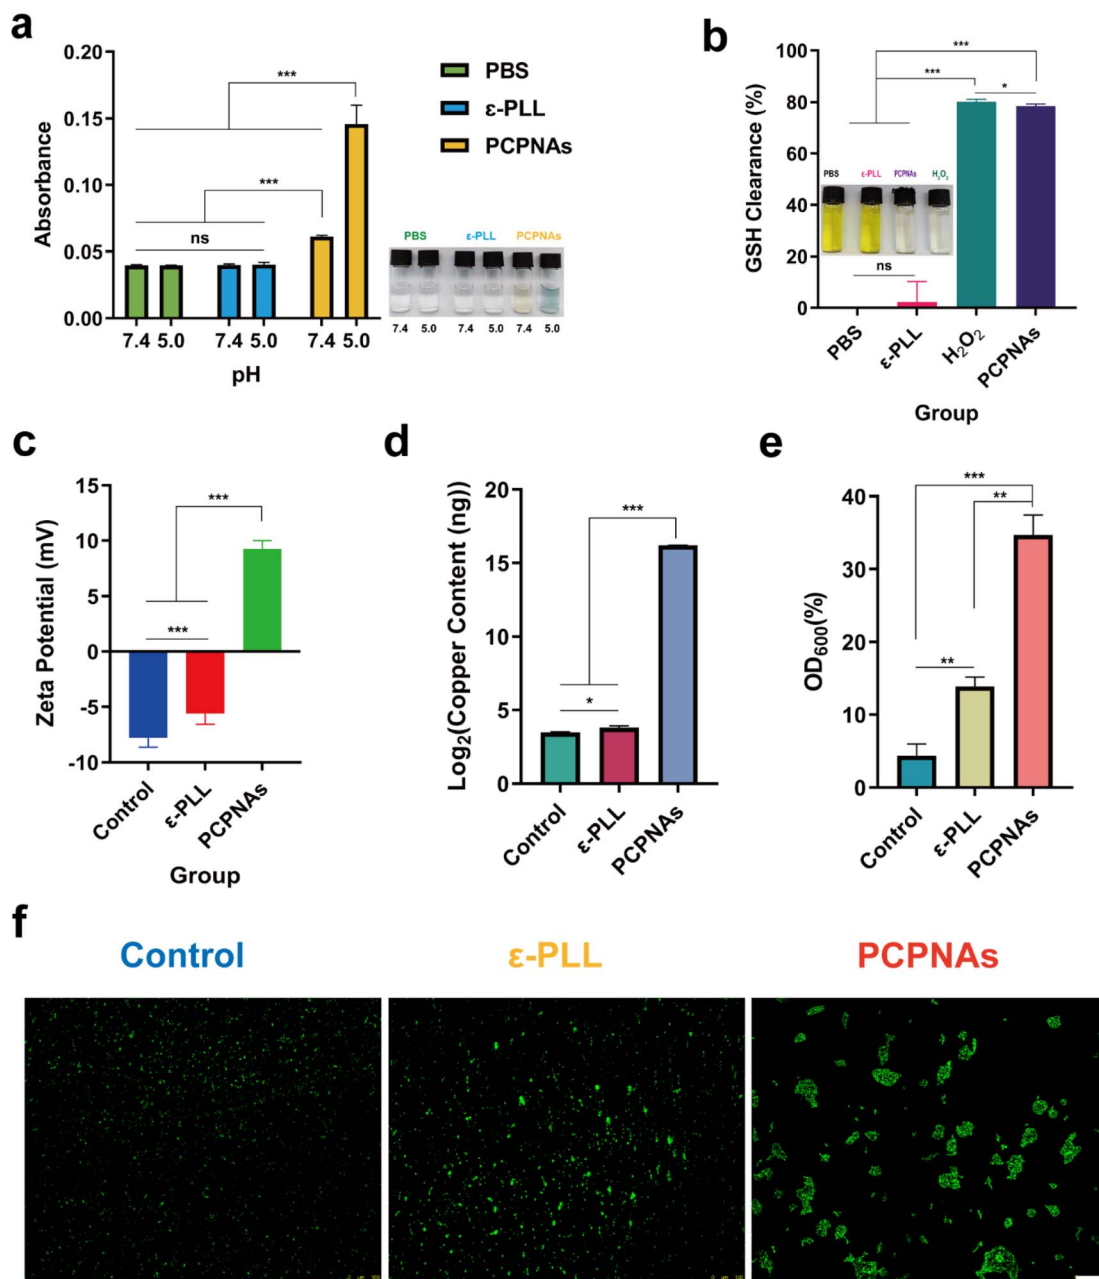 a
0.20
0.15
0.10
0.05
0.00
Absorbance
***
***
ns
7.4 5.0 7.4 5.0 7.4 5.0
pH
PBS
ε-PLL
PCPNAs
PBS ε-PLL PCPNAs
7.4 5.0 7.4 5.0 7.4 5.0
b
100
80
60
40
20
0
GSH Clearance (%)
***
***
*
PBS ε-PLL PCPNAs H₂O₂
ns
PBS ε-PLL H₂O₂ PCPNAs
Group
c
15
10
5
0
-5
-10
Zeta Potential (mV)
***
***
Control ε-PLL PCPNAs
Group
d
20
15
10
5
0
Log₂(Copper Content (ng))
***
*
Control ε-PLL PCPNAs
e
40
30
20
10
0
OD₆₀₀(%)
***
**
**
Control ε-PLL PCPNAs
f
Control ε-PLL PCPNAs